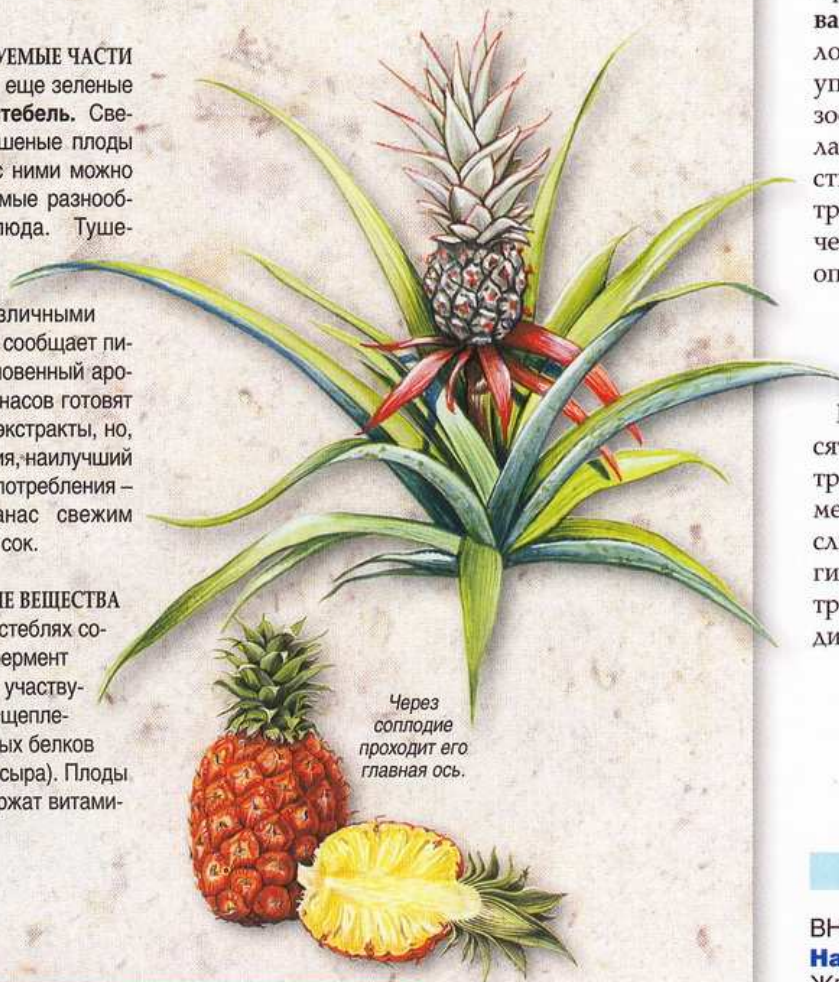 УЕМЫЕ ЧАСТИ
еще зеленые
тебель. Све-
шеные плоды
с ними можно
мые разнооб-
люда. Туше-
зличными
сообщает пи-
новенный аро-
насов готовят
экстракты, но,
ия, наилучший
потребления –
анас свежим
сок.
ИЕ ВЕЩЕСТВА
стеблях со-
ермент
участву-
щепле-
ых белков
сыра). Плоды
ржат витами-
Через
соплодие
проходит его
главная ось.
ва
ло
уп
зо
ла
ст
тр
че
оп
ся
тр
ме
сл
ги
тр
ди
ВН
На